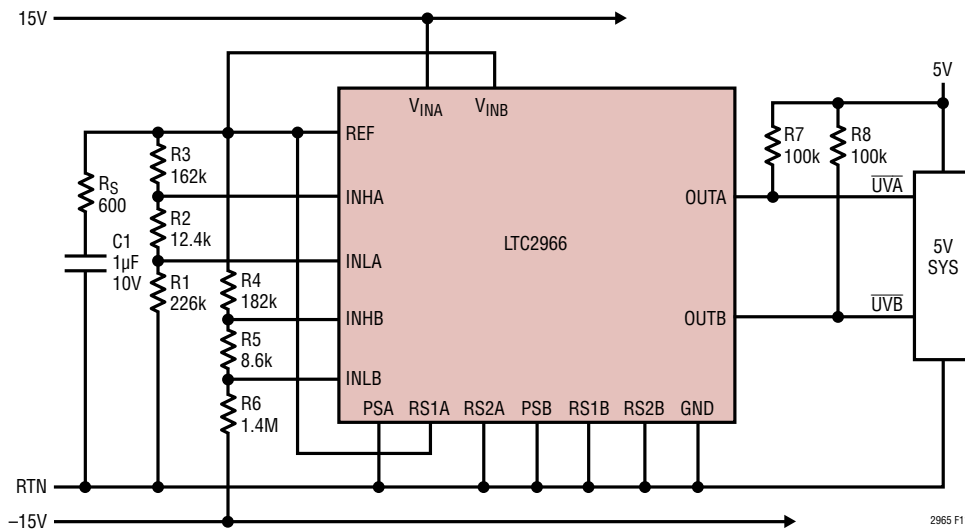 15V
5V
VINA
VINB
REF
R3
162k
R7
100k
R8
100k
RS
600
INHA
OUTA
UVA
R2
12.4k
LTC2966
C1
1µF
10V
INLA
5V
SYS
R1
226k
R4
182k
INHB
OUTB
UVB
R5
8.6k
INLB
R6
1.4M
PSA RS1A RS2A PSB RS1B RS2B GND
RTN
–15V
2965 F1